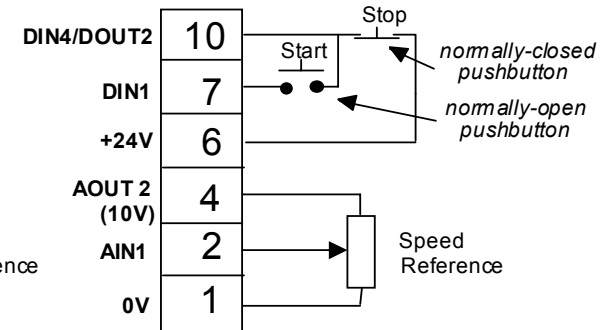 Stop
DIN4/DOUT2 10
Start
normally-closed
pushbutton
DIN1 7
normally-open
pushbutton
+24V 6
AOUT 2
(10V) 4
AIN1 2
Speed
Reference
0V 1